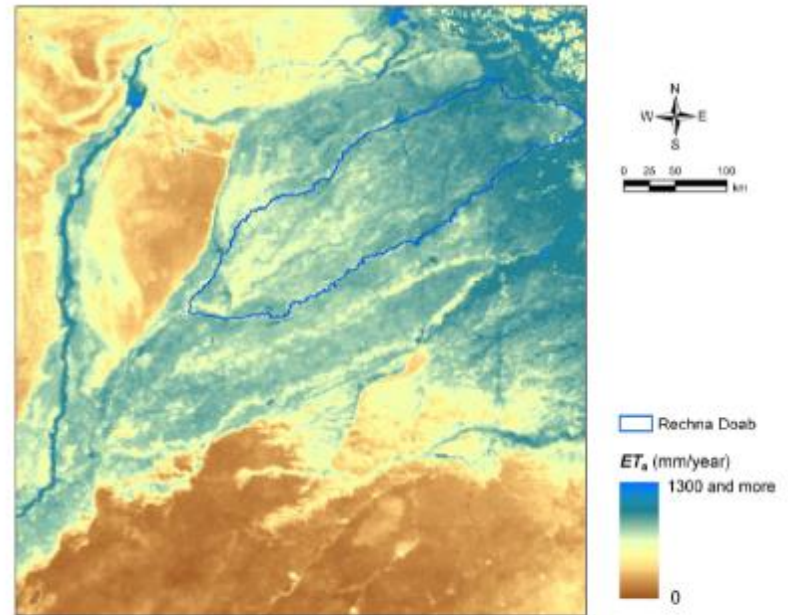 N
W E
S
0 25 50 100
km
Rechna Doab
ETa (mm/year)
1300 and more
0